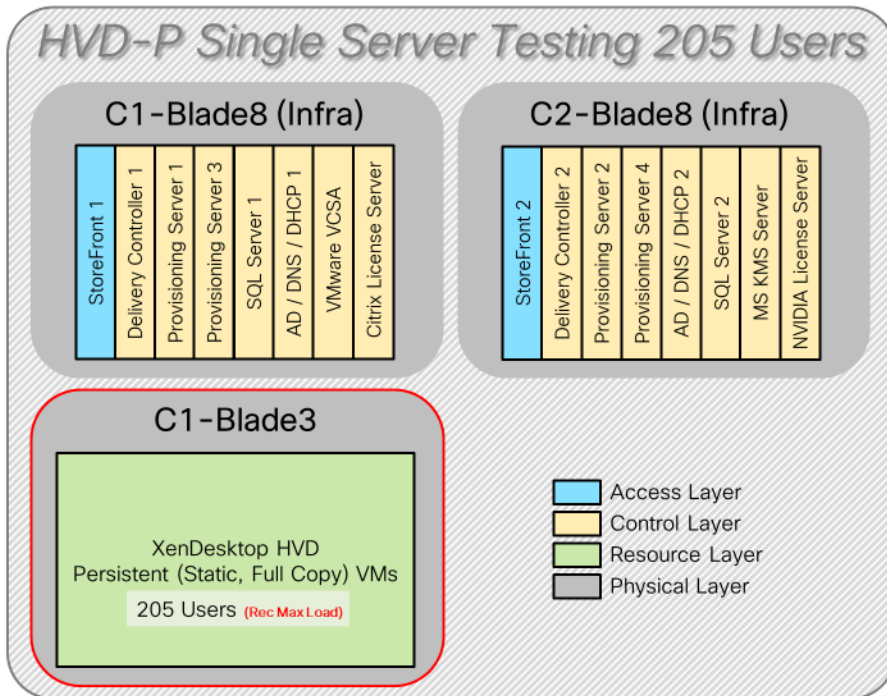 HVD-P Single Server Testing 205 Users
C1-Blade8 (Infra)
StoreFront 1
Delivery Controller 1
Provisioning Server 1
Provisioning Server 3
SQL Server 1
AD / DNS / DHCP 1
VMware VCSA
Citrix License Server
C2-Blade8 (Infra)
StoreFront 2
Delivery Controller 2
Provisioning Server 2
Provisioning Server 4
AD / DNS / DHCP 2
SQL Server 2
MS KMS Server
NVIDIA License Server
C1-Blade3
XenDesktop HVD
Persistent (Static, Full Copy) VMs
205 Users (Rec Max Load)
Access Layer
Control Layer
Resource Layer
Physical Layer